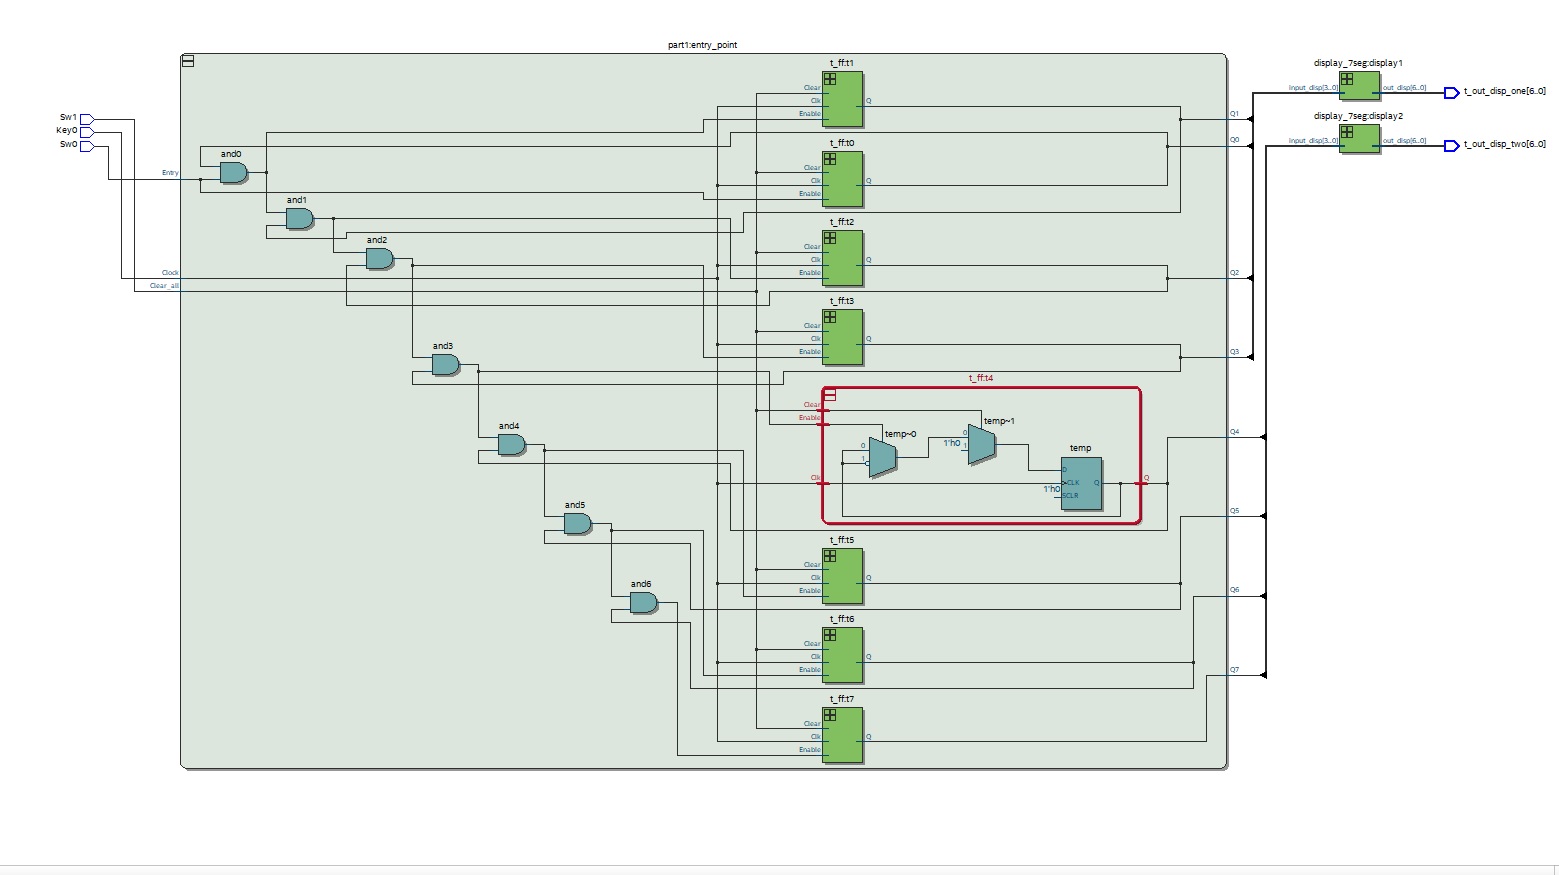 part1:entry_point
Sw1
Key0
Sw0
Entry
Clock
Clear_all
and0
and1
and2
and3
and4
and5
and6
t_ff:t1
Clear
Clk
Enable
Q
t_ff:t0
Clear
Clk
Enable
Q
t_ff:t2
Clear
Clk
Enable
Q
t_ff:t3
Clear
Clk
Enable
Q
t_ff:t4
Clear
Enable
Clk
temp~0
0
1
temp~1
0
1'h0
1
temp
D
CLK
Q
1'h0
SCLR
Q
t_ff:t5
Clear
Clk
Enable
Q
t_ff:t6
Clear
Clk
Enable
Q
t_ff:t7
Clear
Clk
Enable
Q
Q1
Q0
Q2
Q3
Q4
Q5
Q6
Q7
display_7seg:display1
input_disp[3..0]
out_disp[6..0]
t_out_disp_one[6..0]
display_7seg:display2
input_disp[3..0]
out_disp[6..0]
t_out_disp_two[6..0]